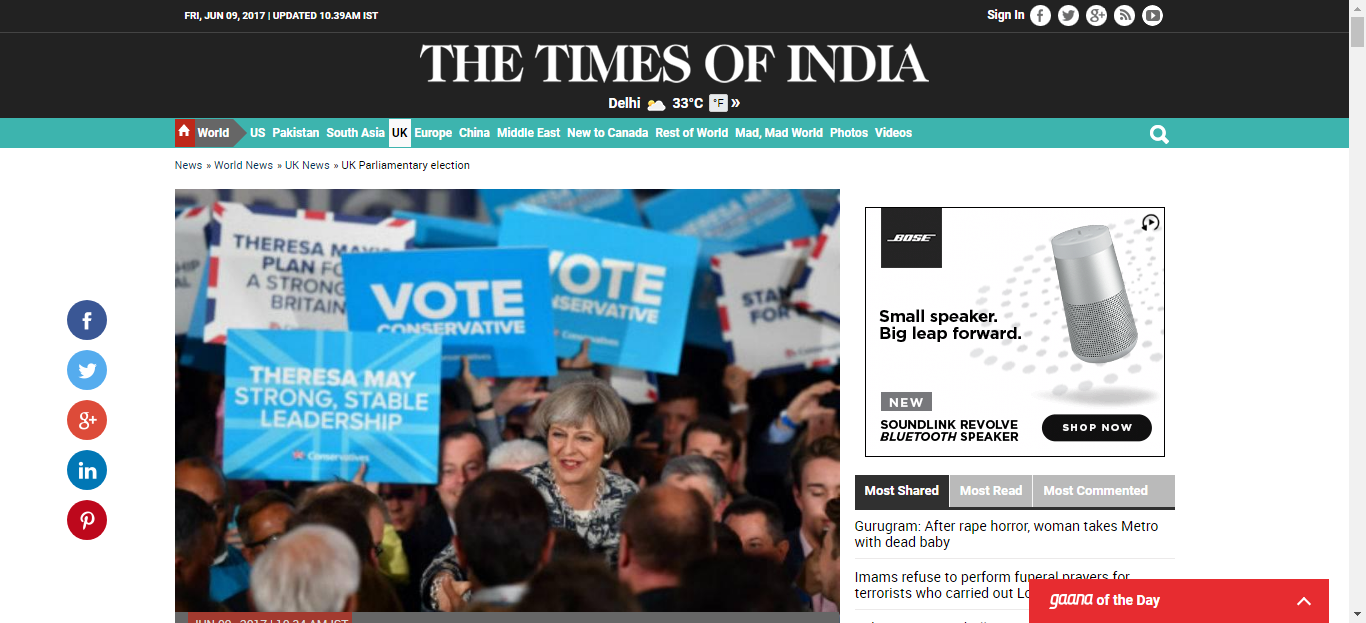 FRI, JUN 09, 2017 | UPDATED 10.39AM IST
Sign In
THE TIMES OF INDIA
Delhi 33°C °F »
World US Pakistan South Asia UK Europe China Middle East New to Canada Rest of World Mad, Mad World Photos Videos
News » World News » UK News » UK Parliamentary election
THERESA MAY'S
PLAN FO
A STRONG
BRITAIN
VOTE
CONSERVATIVE
VOTE
NSERVATIVE
Conservatives
STAN
FOR
THERESA MAY
STRONG, STABLE
LEADERSHIP
Conservatives
BOSE
Small speaker.
Big leap forward.
NEW
SOUNDLINK REVOLVE
BLUETOOTH SPEAKER
SHOP NOW
Most Shared Most Read Most Commented
Gurugram: After rape horror, woman takes Metro
with dead baby
Imams refuse to perform funeral prayers for
terrorists who carried out Lo
gaana of the Day
JUN 09, 2017 | 10.34 AM IST